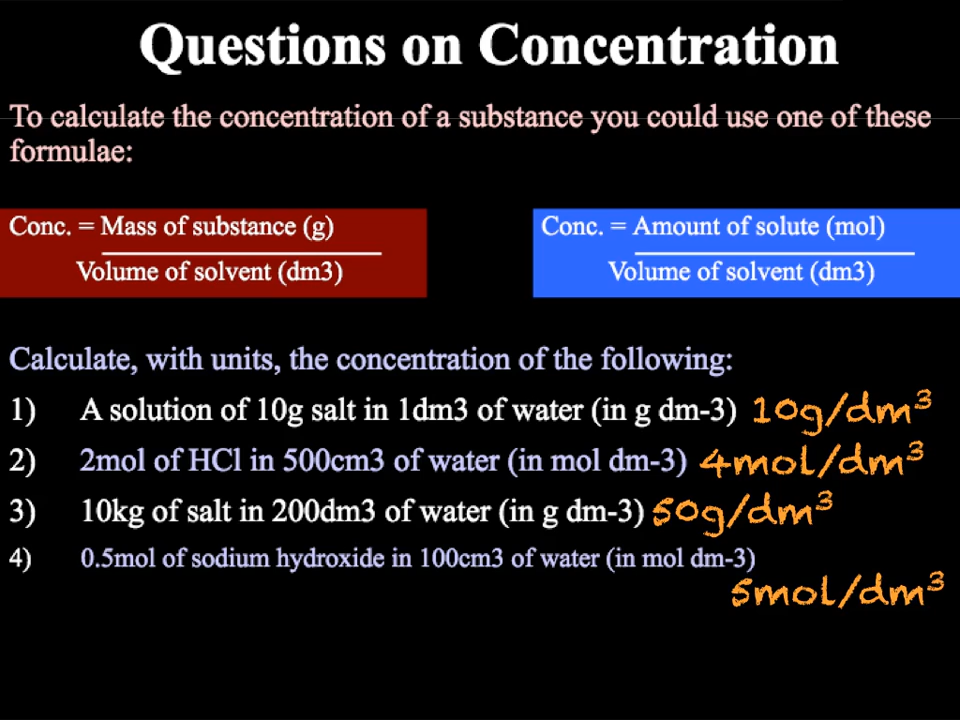 Questions on Concentration
To calculate the concentration of a substance you could use one of these
formulae:
Conc. = Mass of substance (g)
Volume of solvent (dm3)
Conc. = Amount of solute (mol)
Volume of solvent (dm3)
Calculate, with units, the concentration of the following:
1) A solution of 10g salt in 1dm3 of water (in g dm-3) 10g/dm³
2) 2mol of HCl in 500cm3 of water (in mol dm-3) 4mol/dm³
3) 10kg of salt in 200dm3 of water (in g dm-3) 50g/dm³
4) 0.5mol of sodium hydroxide in 100cm3 of water (in mol dm-3)
5mol/dm³